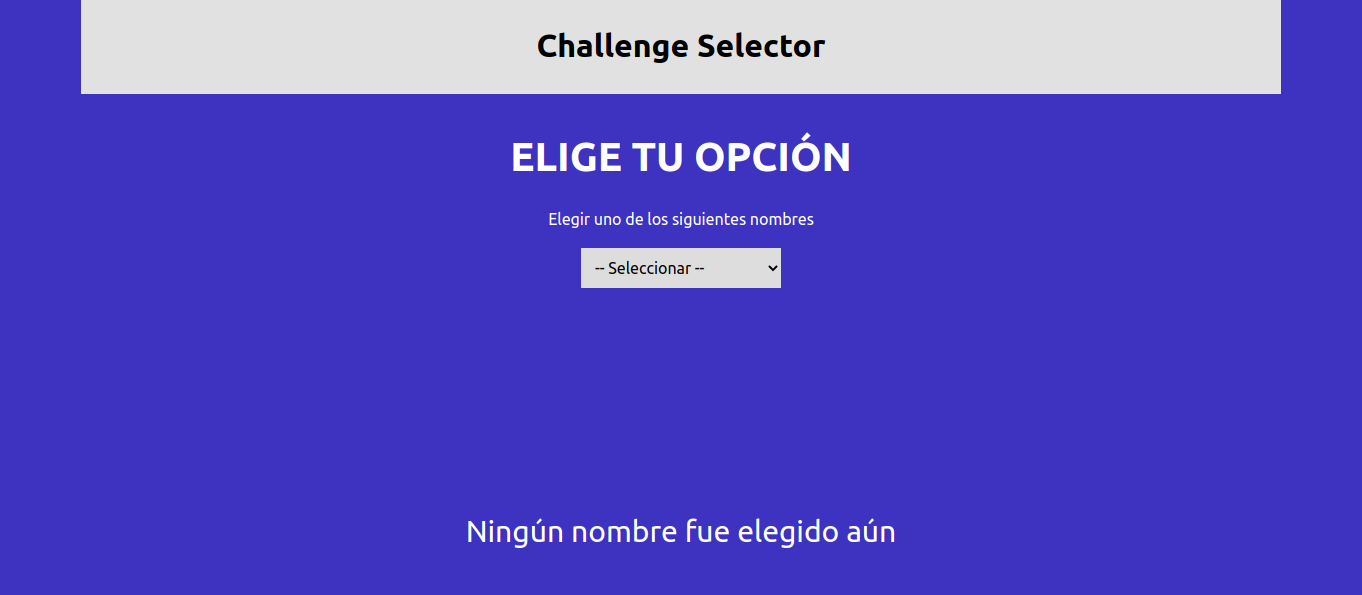 Challenge Selector
ELIGE TU OPCIÓN
Elegir uno de los siguientes nombres
-- Seleccionar --
Ningún nombre fue elegido aún